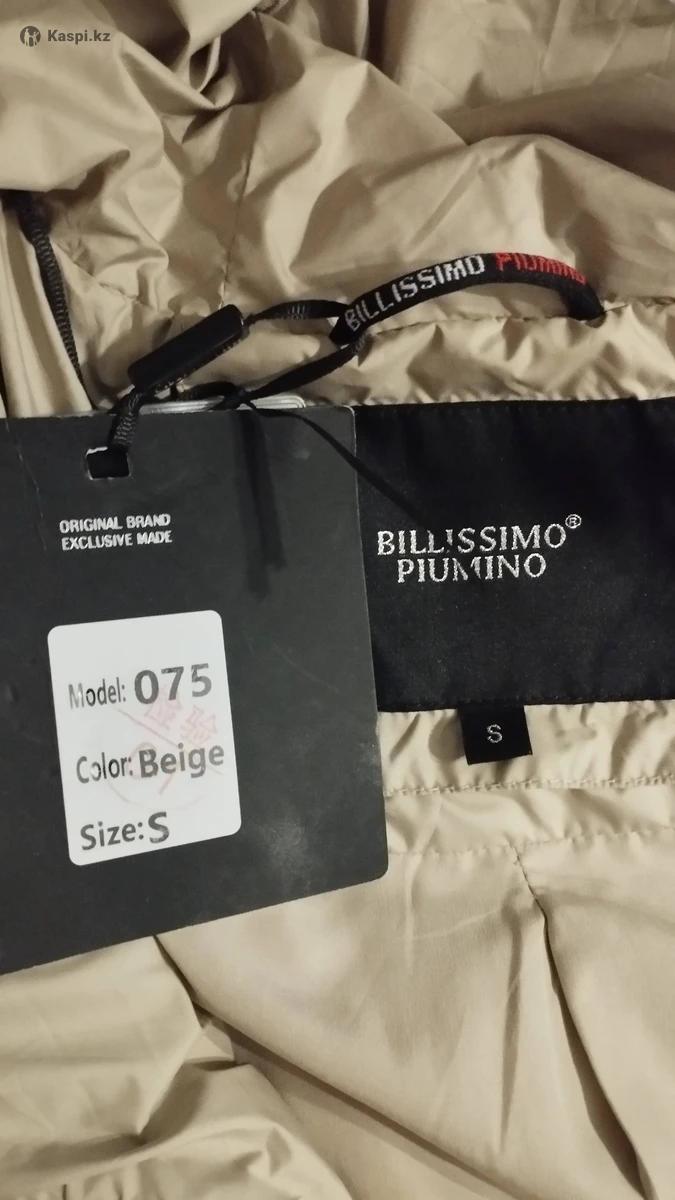 Kaspi.kz
BILLISSIMO PIUMINO
ORIGINAL BRAND
EXCLUSIVE MADE
BILLISSIMO®
PIUMINO
S
Model: 075
Color: Beige
Size: S